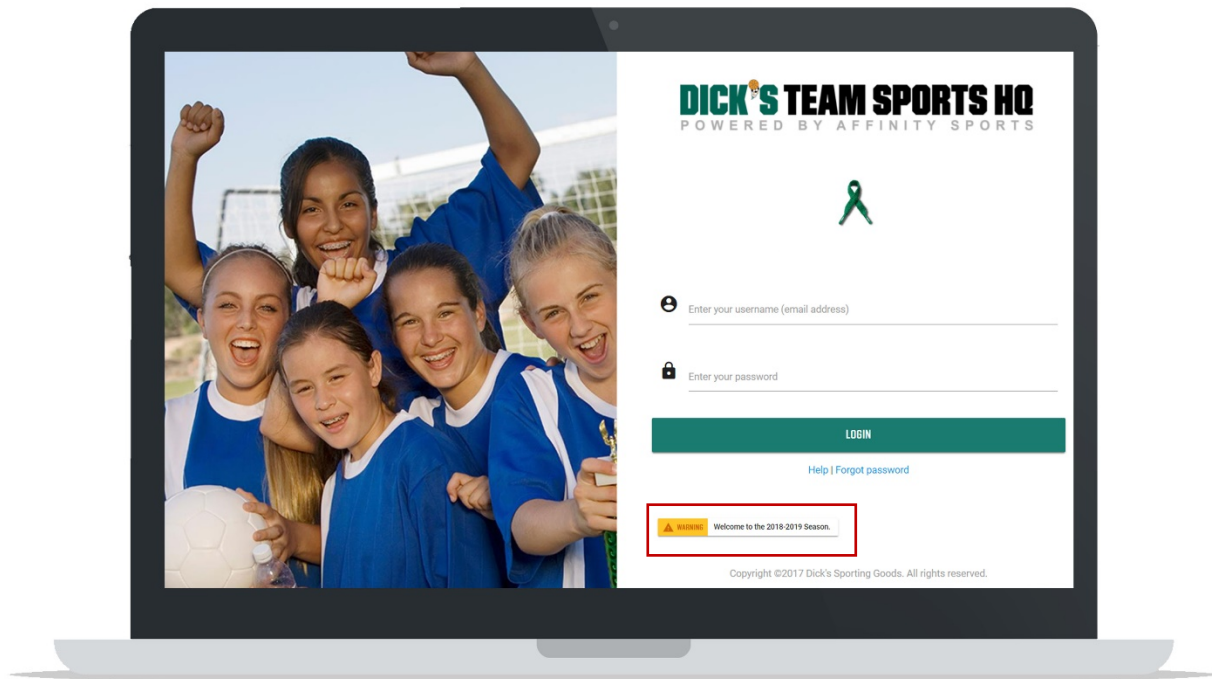 DICK'S TEAM SPORTS HQ
POWERED BY AFFINITY SPORTS
Enter your username (email address)
Enter your password
LOGIN
Help | Forgot password
WARNING Welcome to the 2018-2019 Season.
Copyright ©2017 Dick's Sporting Goods. All rights reserved.